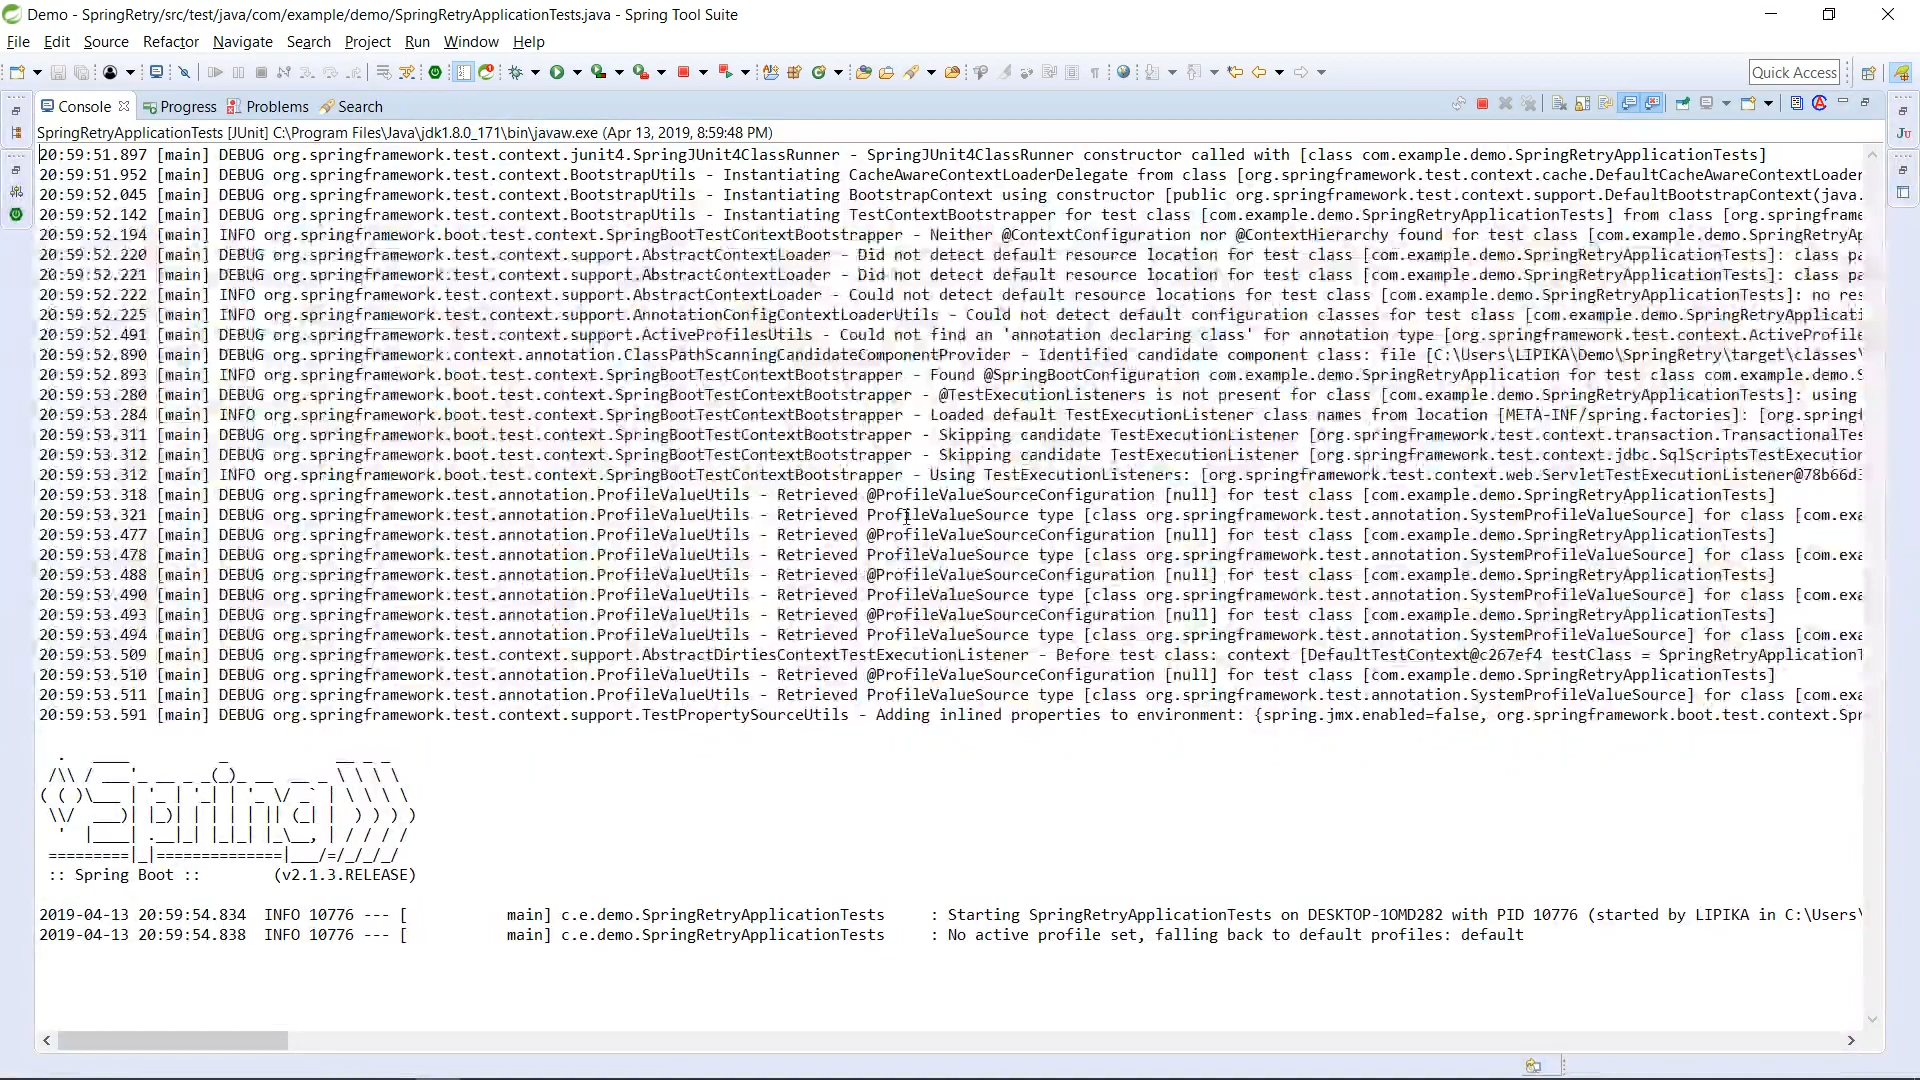 Demo - SpringRetry/src/test/java/com/example/demo/SpringRetryApplicationTests.java - Spring Tool Suite
File Edit Source Refactor Navigate Search Project Run Window Help
Quick Access
Console Progress Problems Search
SpringRetryApplicationTests [JUnit] C:\Program Files\Java\jdk1.8.0_171\bin\javaw.exe (Apr 13, 2019, 8:59:48 PM)
20:59:51.897 [main] DEBUG org.springframework.test.context.junit4.SpringJUnit4ClassRunner - SpringJUnit4ClassRunner constructor called with [class com.example.demo.SpringRetryApplicationTests]
20:59:51.952 [main] DEBUG org.springframework.test.context.BootstrapUtils - Instantiating CacheAwareContextLoaderDelegate from class [org.springframework.test.context.cache.DefaultCacheAwareContextLoader
20:59:52.045 [main] DEBUG org.springframework.test.context.BootstrapUtils - Instantiating BootstrapContext using constructor [public org.springframework.test.context.support.DefaultBootstrapContext(java.
20:59:52.142 [main] DEBUG org.springframework.test.context.BootstrapUtils - Instantiating TestContextBootstrapper for test class [com.example.demo.SpringRetryApplicationTests] from class [org.springframe
20:59:52.194 [main] INFO org.springframework.boot.test.context.SpringBootTestContextBootstrapper - Neither @ContextConfiguration nor @ContextHierarchy found for test class [com.example.demo.SpringRetryAp
20:59:52.220 [main] DEBUG org.springframework.test.context.support.AbstractContextLoader - Did not detect default resource location for test class [com.example.demo.SpringRetryApplicationTests]: class pa
20:59:52.221 [main] DEBUG org.springframework.test.context.support.AbstractContextLoader - Did not detect default resource location for test class [com.example.demo.SpringRetryApplicationTests]: class pa
20:59:52.222 [main] INFO org.springframework.test.context.support.AbstractContextLoader - Could not detect default resource locations for test class [com.example.demo.SpringRetryApplicationTests]: no res
20:59:52.225 [main] INFO org.springframework.test.context.support.AnnotationConfigContextLoaderUtils - Could not detect default configuration classes for test class [com.example.demo.SpringRetryApplicati
20:59:52.491 [main] DEBUG org.springframework.test.context.support.ActiveProfilesUtils - Could not find an 'annotation declaring class' for annotation type [org.springframework.test.context.ActiveProfile
20:59:52.890 [main] DEBUG org.springframework.context.annotation.ClassPathScanningCandidateComponentProvider - Identified candidate component class: file [C:\Users\LIPIKA\Demo\SpringRetry\target\classes\
20:59:52.893 [main] INFO org.springframework.boot.test.context.SpringBootTestContextBootstrapper - Found @SpringBootConfiguration com.example.demo.SpringRetryApplication for test class com.example.demo.S
20:59:53.280 [main] DEBUG org.springframework.boot.test.context.SpringBootTestContextBootstrapper - @TestExecutionListeners is not present for class [com.example.demo.SpringRetryApplicationTests]: using
20:59:53.284 [main] INFO org.springframework.boot.test.context.SpringBootTestContextBootstrapper - Loaded default TestExecutionListener class names from location [META-INF/spring.factories]: [org.springf
20:59:53.311 [main] DEBUG org.springframework.boot.test.context.SpringBootTestContextBootstrapper - Skipping candidate TestExecutionListener [org.springframework.test.context.transaction.TransactionalTes
20:59:53.312 [main] DEBUG org.springframework.boot.test.context.SpringBootTestContextBootstrapper - Skipping candidate TestExecutionListener [org.springframework.test.context.jdbc.SqlScriptsTestExecution
20:59:53.312 [main] INFO org.springframework.boot.test.context.SpringBootTestContextBootstrapper - Using TestExecutionListeners: [org.springframework.test.context.web.ServletTestExecutionListener@78b66d3
20:59:53.318 [main] DEBUG org.springframework.test.annotation.ProfileValueUtils - Retrieved @ProfileValueSourceConfiguration [null] for test class [com.example.demo.SpringRetryApplicationTests]
20:59:53.321 [main] DEBUG org.springframework.test.annotation.ProfileValueUtils - Retrieved ProfileValueSource type [class org.springframework.test.annotation.SystemProfileValueSource] for class [com.exa
20:59:53.477 [main] DEBUG org.springframework.test.annotation.ProfileValueUtils - Retrieved @ProfileValueSourceConfiguration [null] for test class [com.example.demo.SpringRetryApplicationTests]
20:59:53.478 [main] DEBUG org.springframework.test.annotation.ProfileValueUtils - Retrieved ProfileValueSource type [class org.springframework.test.annotation.SystemProfileValueSource] for class [com.exa
20:59:53.488 [main] DEBUG org.springframework.test.annotation.ProfileValueUtils - Retrieved @ProfileValueSourceConfiguration [null] for test class [com.example.demo.SpringRetryApplicationTests]
20:59:53.490 [main] DEBUG org.springframework.test.annotation.ProfileValueUtils - Retrieved ProfileValueSource type [class org.springframework.test.annotation.SystemProfileValueSource] for class [com.exa
20:59:53.493 [main] DEBUG org.springframework.test.annotation.ProfileValueUtils - Retrieved @ProfileValueSourceConfiguration [null] for test class [com.example.demo.SpringRetryApplicationTests]
20:59:53.494 [main] DEBUG org.springframework.test.annotation.ProfileValueUtils - Retrieved ProfileValueSource type [class org.springframework.test.annotation.SystemProfileValueSource] for class [com.exa
20:59:53.509 [main] DEBUG org.springframework.test.context.support.AbstractDirtiesContextTestExecutionListener - Before test class: context [DefaultTestContext@c267ef4 testClass = SpringRetryApplicationT
20:59:53.510 [main] DEBUG org.springframework.test.annotation.ProfileValueUtils - Retrieved @ProfileValueSourceConfiguration [null] for test class [com.example.demo.SpringRetryApplicationTests]
20:59:53.511 [main] DEBUG org.springframework.test.annotation.ProfileValueUtils - Retrieved ProfileValueSource type [class org.springframework.test.annotation.SystemProfileValueSource] for class [com.exa
20:59:53.591 [main] DEBUG org.springframework.test.context.support.TestPropertySourceUtils - Adding inlined properties to environment: {spring.jmx.enabled=false, org.springframework.boot.test.context.Spr
Spring
:: Spring Boot :: (v2.1.3.RELEASE)
2019-04-13 20:59:54.834 INFO 10776 --- [ main] c.e.demo.SpringRetryApplicationTests : Starting SpringRetryApplicationTests on DESKTOP-1OMD282 with PID 10776 (started by LIPIKA in C:\Users\
2019-04-13 20:59:54.838 INFO 10776 --- [ main] c.e.demo.SpringRetryApplicationTests : No active profile set, falling back to default profiles: default